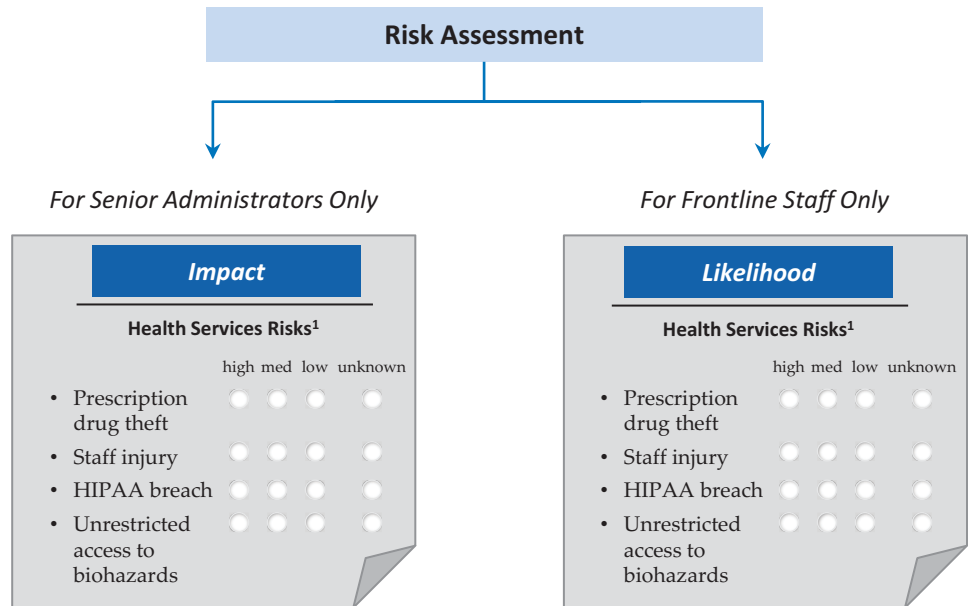 Risk Assessment
For Senior Administrators Only
Impact
Health Services Risks¹
high med low unknown
• Prescription
drug theft
• Staff injury
• HIPAA breach
• Unrestricted
access to
biohazards
For Frontline Staff Only
Likelihood
Health Services Risks¹
high med low unknown
• Prescription
drug theft
• Staff injury
• HIPAA breach
• Unrestricted
access to
biohazards